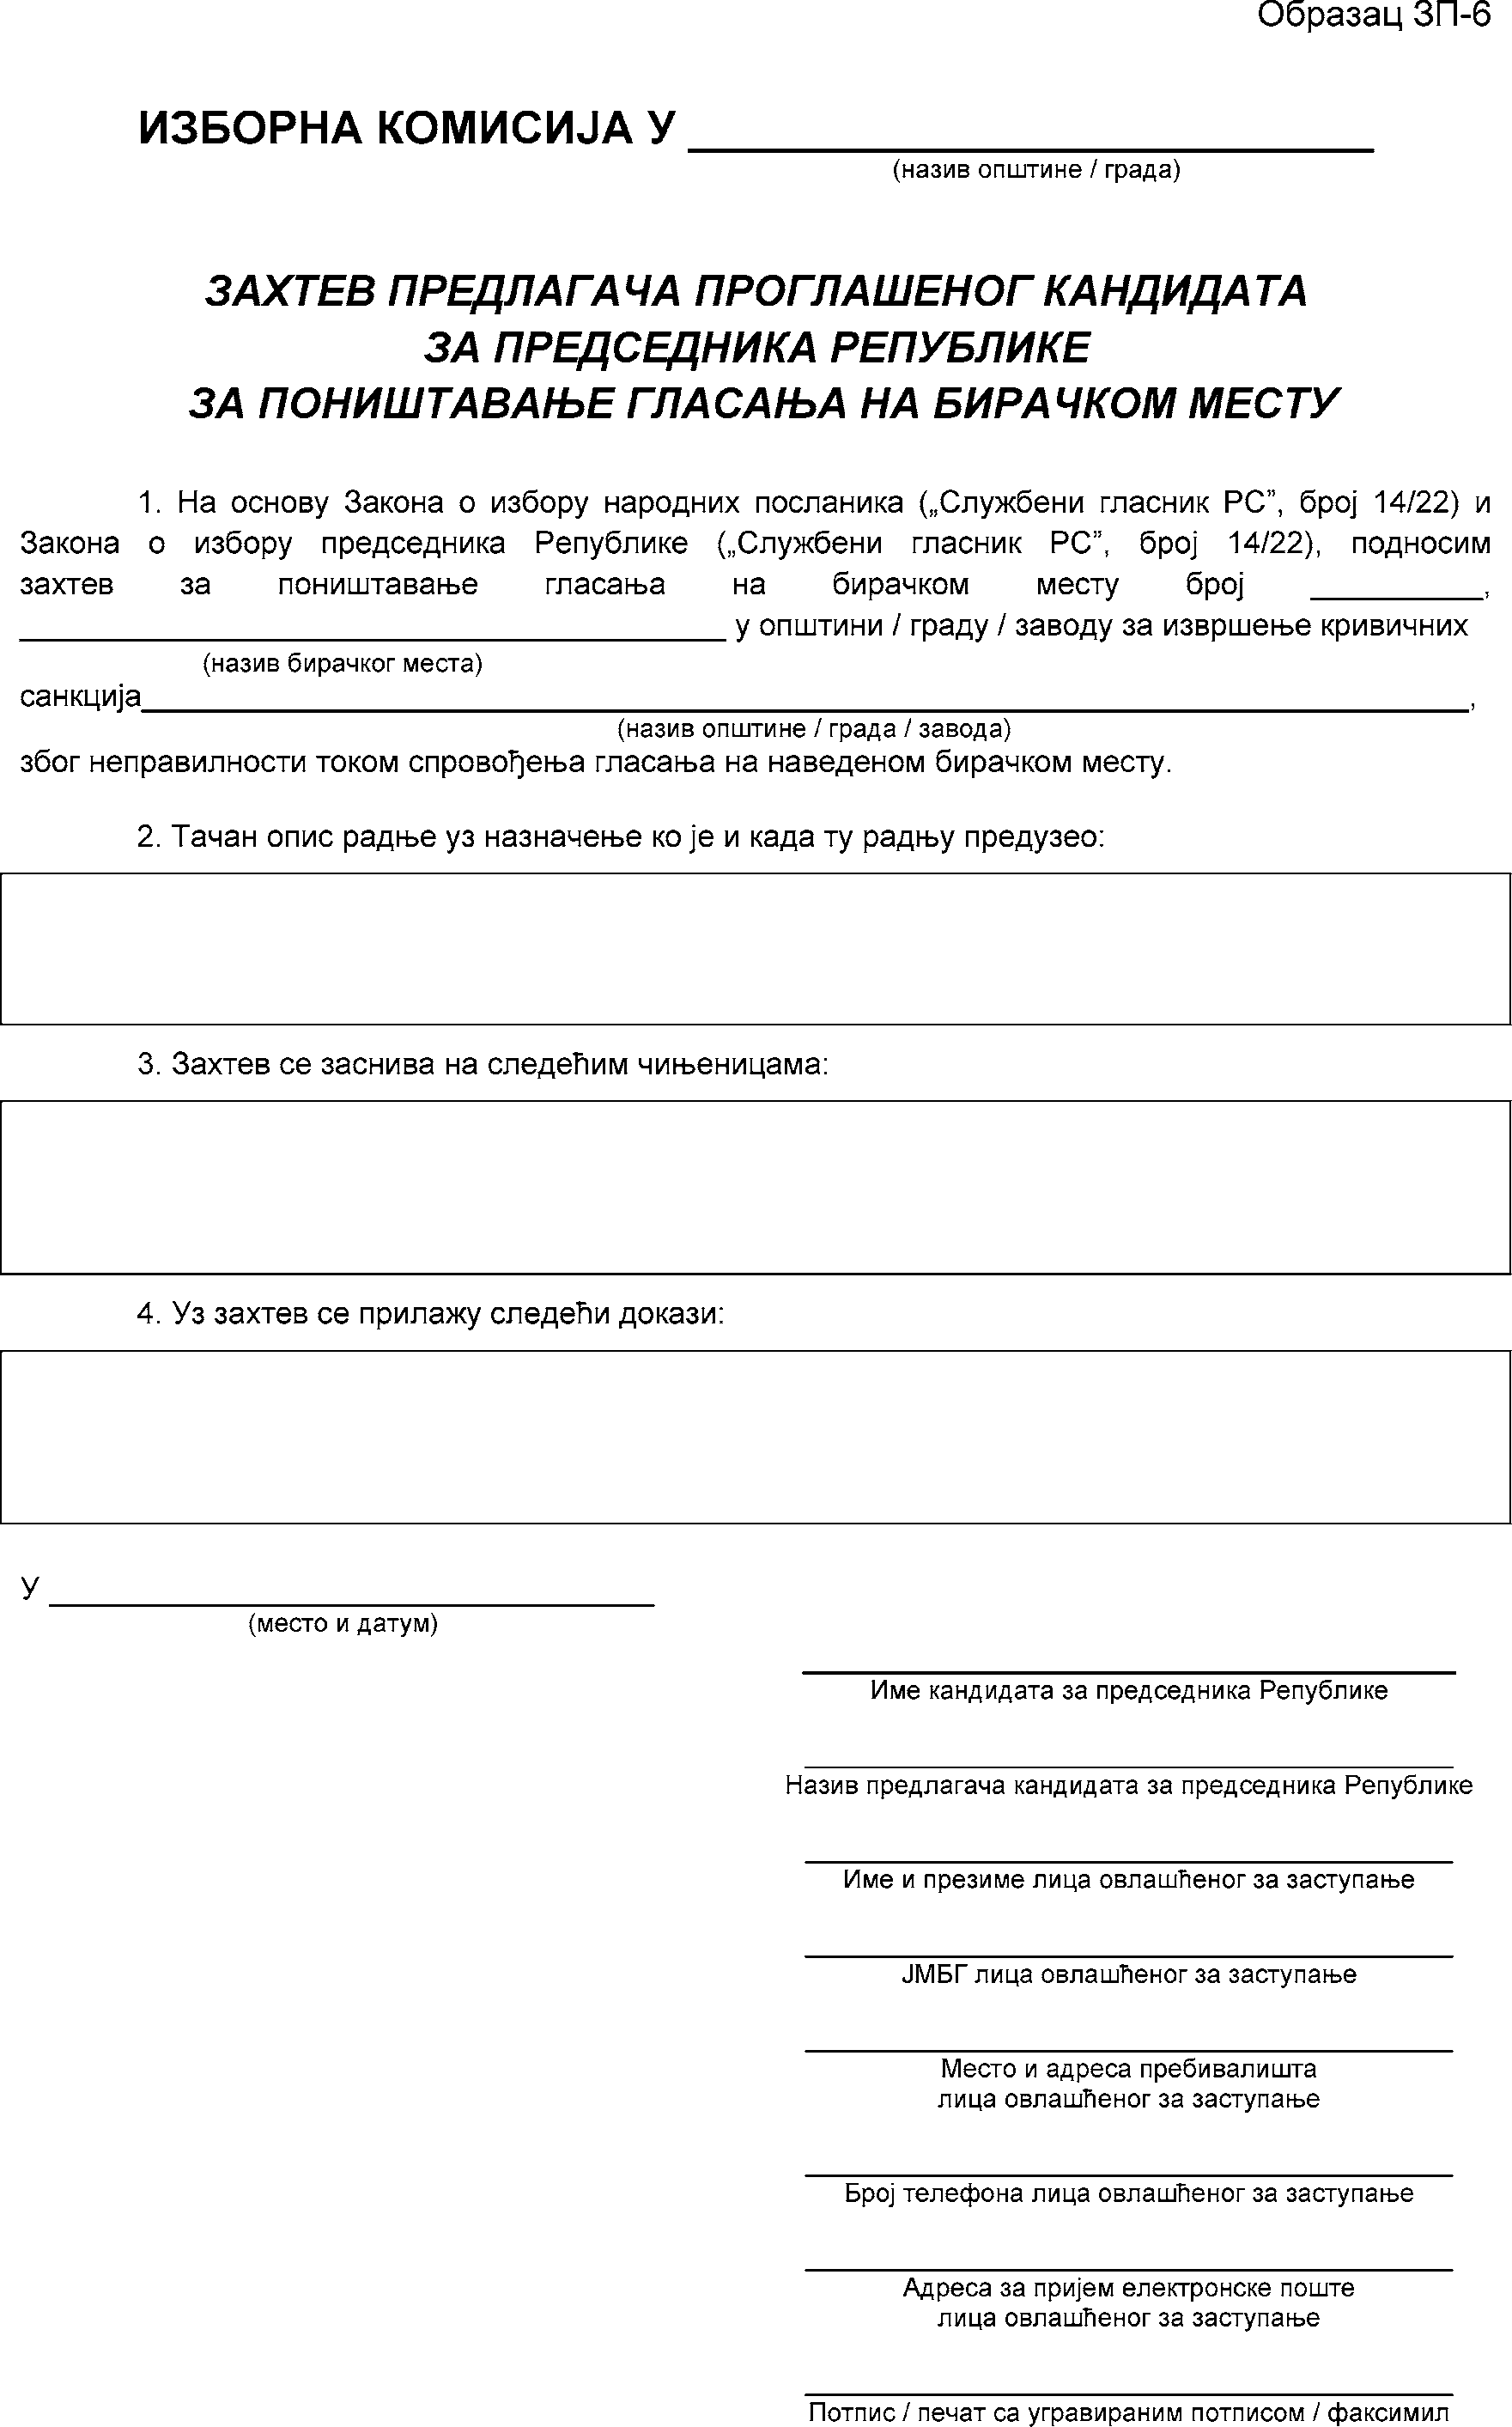 Образац ЗП-6
ИЗБОРНА КОМИСИЈА У ____________________
(назив општине / града)
ЗАХТЕВ ПРЕДЛАГАЧА ПРОГЛАШЕНОГ КАНДИДАТА
ЗА ПРЕДСЕДНИКА РЕПУБЛИКЕ
ЗА ПОНИШТАВАЊЕ ГЛАСАЊА НА БИРАЧКОМ МЕСТУ
1. На основу Закона о избору народних посланика („Службени гласник РС”, број 14/22) и
Закона о избору председника Републике („Службени гласник РС”, број 14/22), подносим
захтев за поништавање гласања на бирачком месту број __________,
____________________ у општини / граду / заводу за извршење кривичних
(назив бирачког места)
санкција____________________,
(назив општине / града / завода)
због неправилности током спровођења гласања на наведеном бирачком месту.
2. Тачан опис радње уз назначење ко је и када ту радњу предузео:
3. Захтев се заснива на следећим чињеницама:
4. Уз захтев се прилажу следећи докази:
У ____________________
(место и датум)
Име кандидата за председника Републике
Назив предлагача кандидата за председника Републике
Име и презиме лица овлашћеног за заступање
ЈМБГ лица овлашћеног за заступање
Место и адреса пребивалишта
лица овлашћеног за заступање
Број телефона лица овлашћеног за заступање
Адреса за пријем електронске поште
лица овлашћеног за заступање
Потпис / печат са угравираним потписом / факсимил